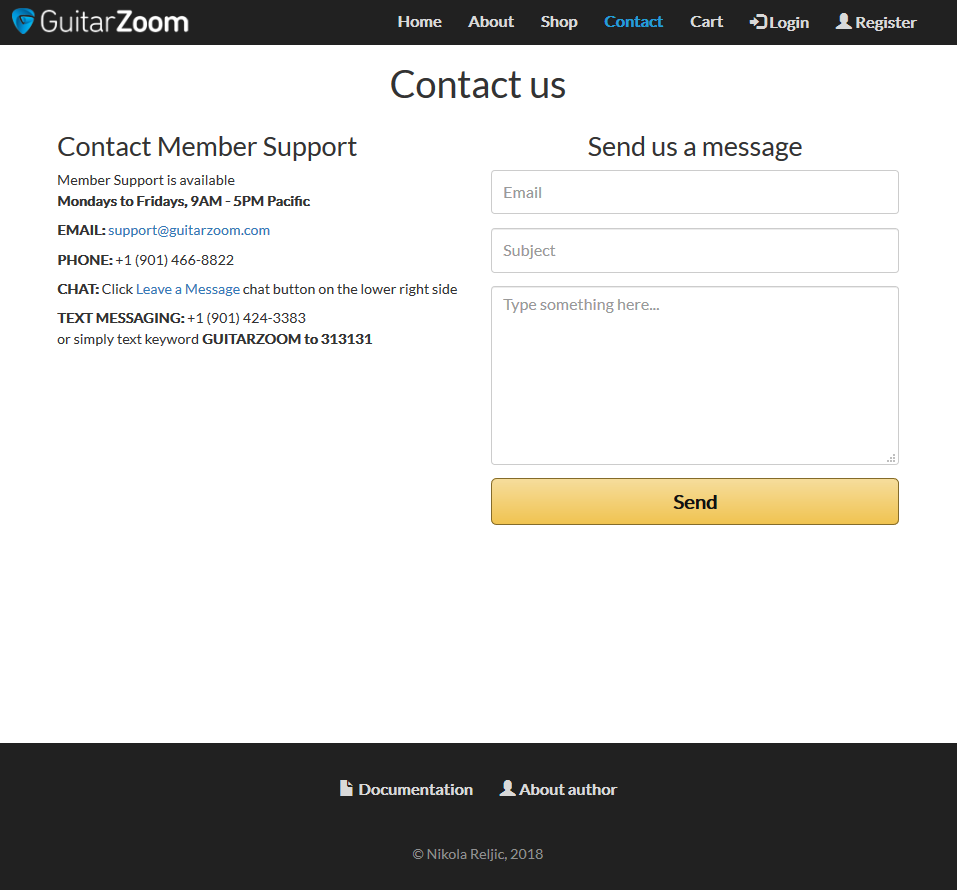 GuitarZoom
Home About Shop Contact Cart Login Register
Contact us
Contact Member Support
Member Support is available
Mondays to Fridays, 9AM - 5PM Pacific
EMAIL: support@guitarzoom.com
PHONE: +1 (901) 466-8822
CHAT: Click Leave a Message chat button on the lower right side
TEXT MESSAGING: +1 (901) 424-3383
or simply text keyword GUITARZOOM to 313131
Send us a message
Email
Subject
Type something here...
Send
Documentation About author
© Nikola Reljic, 2018